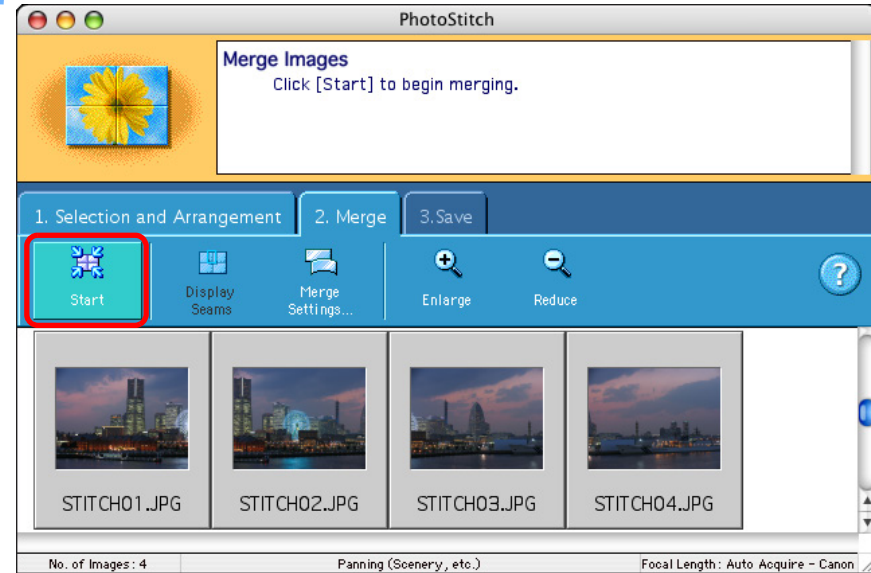 PhotoStitch
Merge Images
Click [Start] to begin merging.
1. Selection and Arrangement
2. Merge
3. Save
Start
Display
Seams
Merge
Settings...
Enlarge
Reduce
?
STITCH01.JPG
STITCH02.JPG
STITCH03.JPG
STITCH04.JPG
No. of Images : 4
Panning (Scenery, etc.)
Focal Length : Auto Acquire - Canon